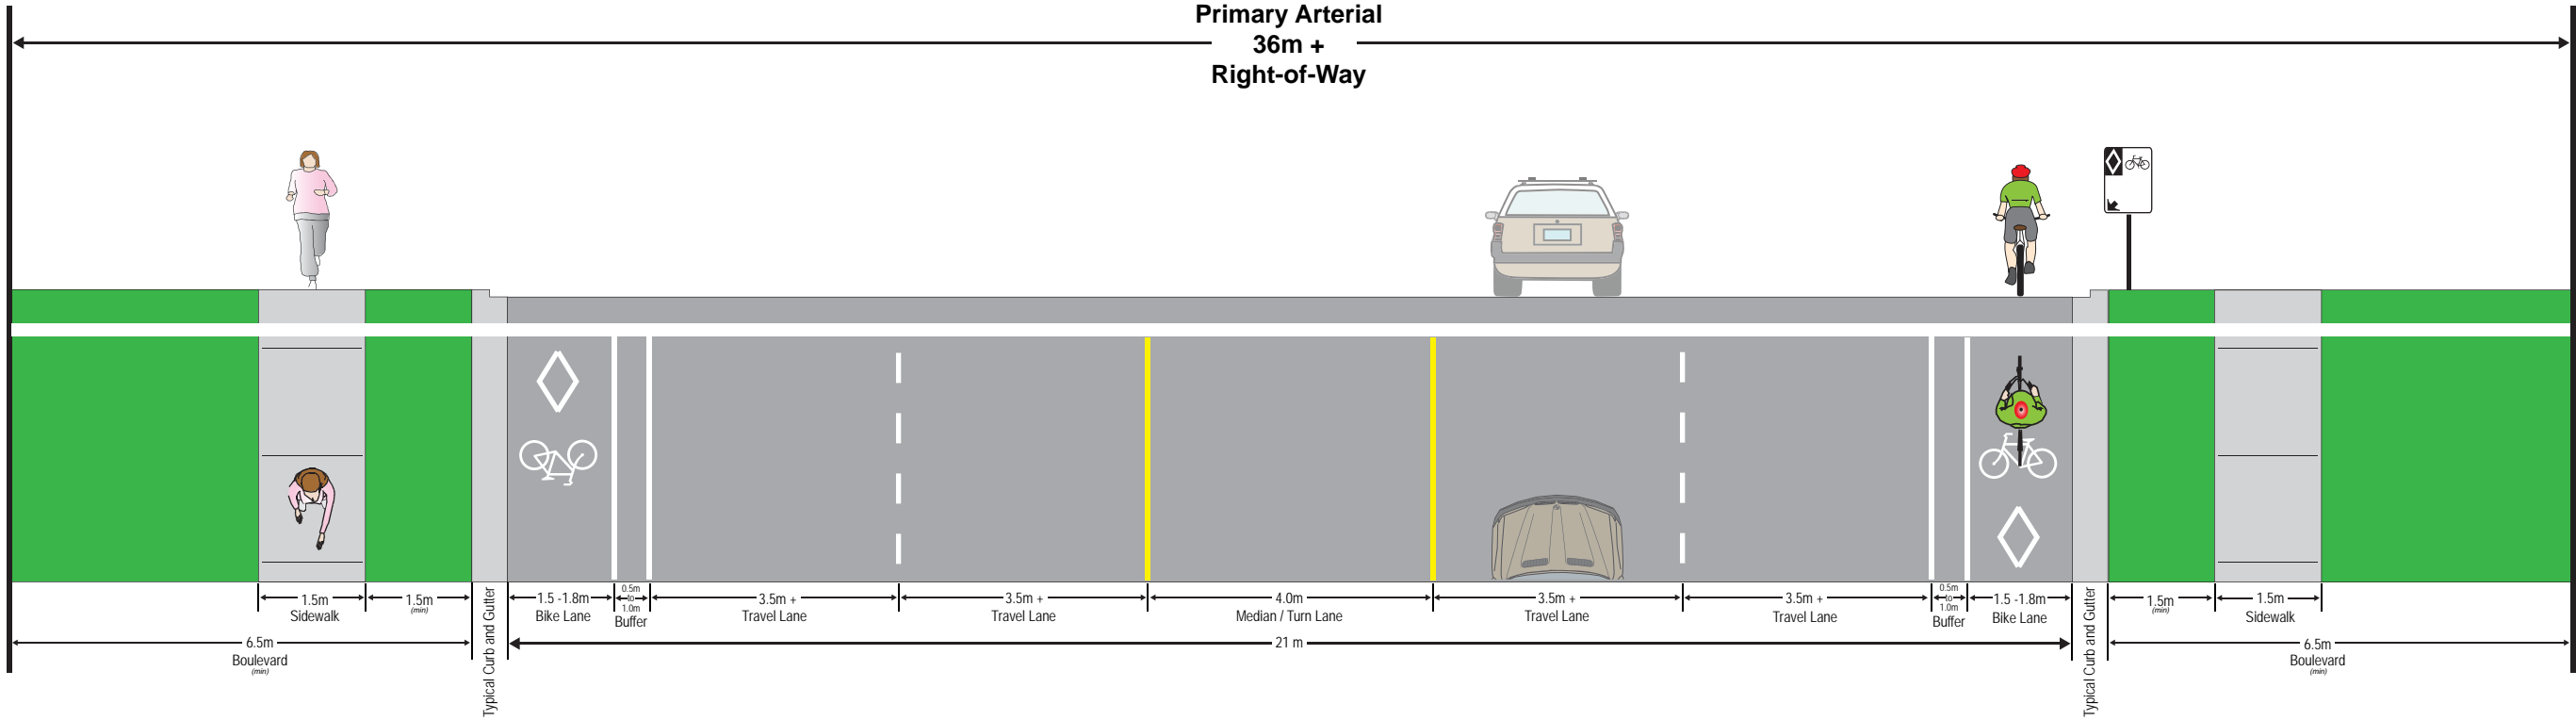 Primary Arterial
36m +
Right-of-Way
1.5m
Sidewalk
1.5m
(min)
6.5m
Boulevard
(min)
Typical Curb and Gutter
1.5 -1.8m
Bike Lane
0.5m
to
1.0m
Buffer
3.5m +
Travel Lane
3.5m +
Travel Lane
4.0m
Median / Turn Lane
3.5m +
Travel Lane
3.5m +
Travel Lane
0.5m
to
1.0m
Buffer
1.5 -1.8m
Bike Lane
21 m
Typical Curb and Gutter
1.5m
(min)
1.5m
Sidewalk
6.5m
Boulevard
(min)